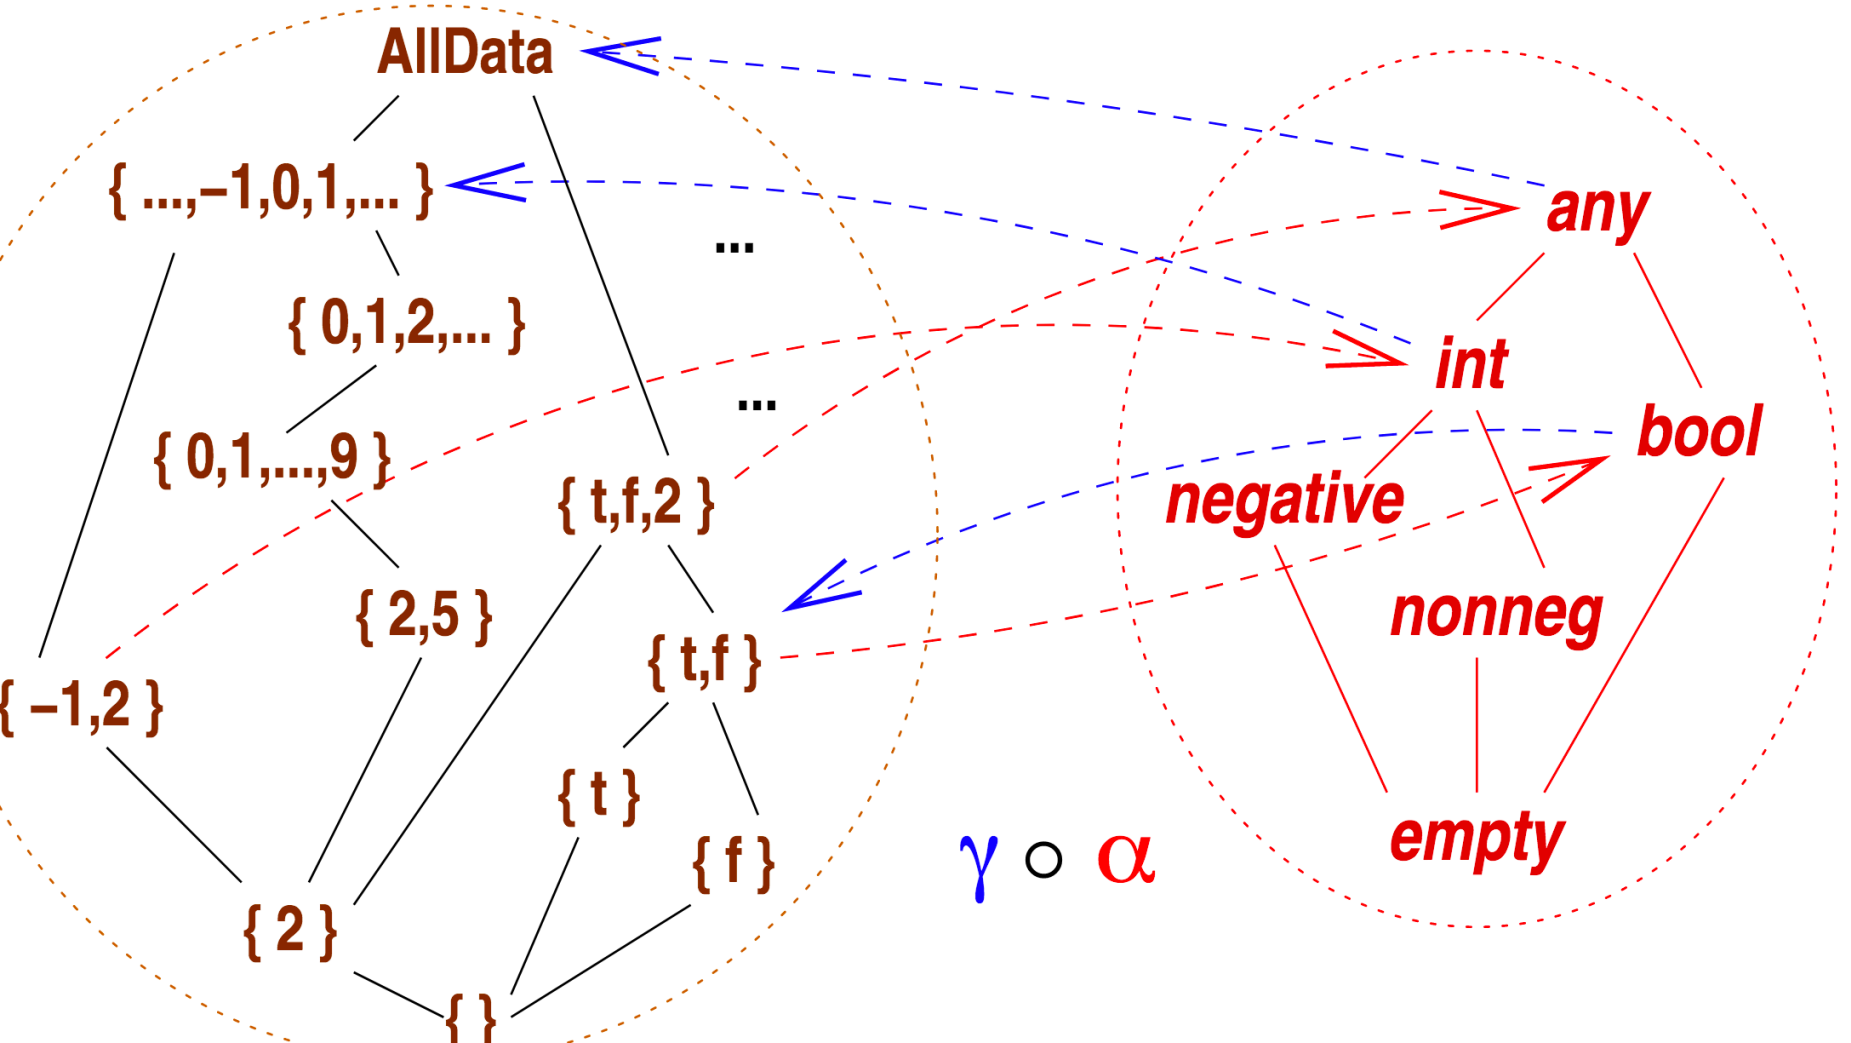 AllData
{ ...,–1,0,1,... }
any
...
{ 0,1,2,... }
int
...
bool
{ 0,1,...,9 }
{ t,f,2 }
negative
{ 2,5 }
nonneg
{ t,f }
{ –1,2 }
{ t }
{ f }
γ ○ α
empty
{ 2 }
{ }